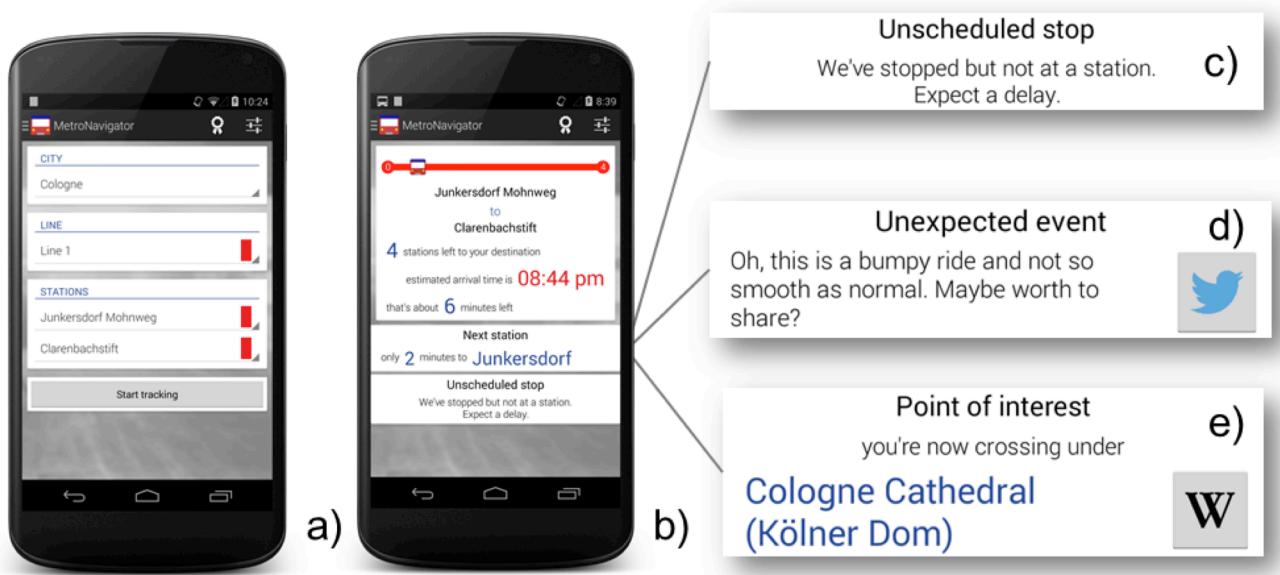 10:24
MetroNavigator
CITY
Cologne
LINE
Line 1
STATIONS
Junkersdorf Mohnweg
Clarenbachstift
Start tracking
a)
8:39
MetroNavigator
0
4
Junkersdorf Mohnweg
to
Clarenbachstift
4 stations left to your destination
estimated arrival time is 08:44 pm
that's about 6 minutes left
Next station
only 2 minutes to Junkersdorf
Unscheduled stop
We've stopped but not at a station.
Expect a delay.
b)
Unscheduled stop
We've stopped but not at a station.
Expect a delay.
c)
Unexpected event
d)
Oh, this is a bumpy ride and not so
smooth as normal. Maybe worth to
share?
Point of interest
e)
you're now crossing under
Cologne Cathedral
(Kölner Dom)
W